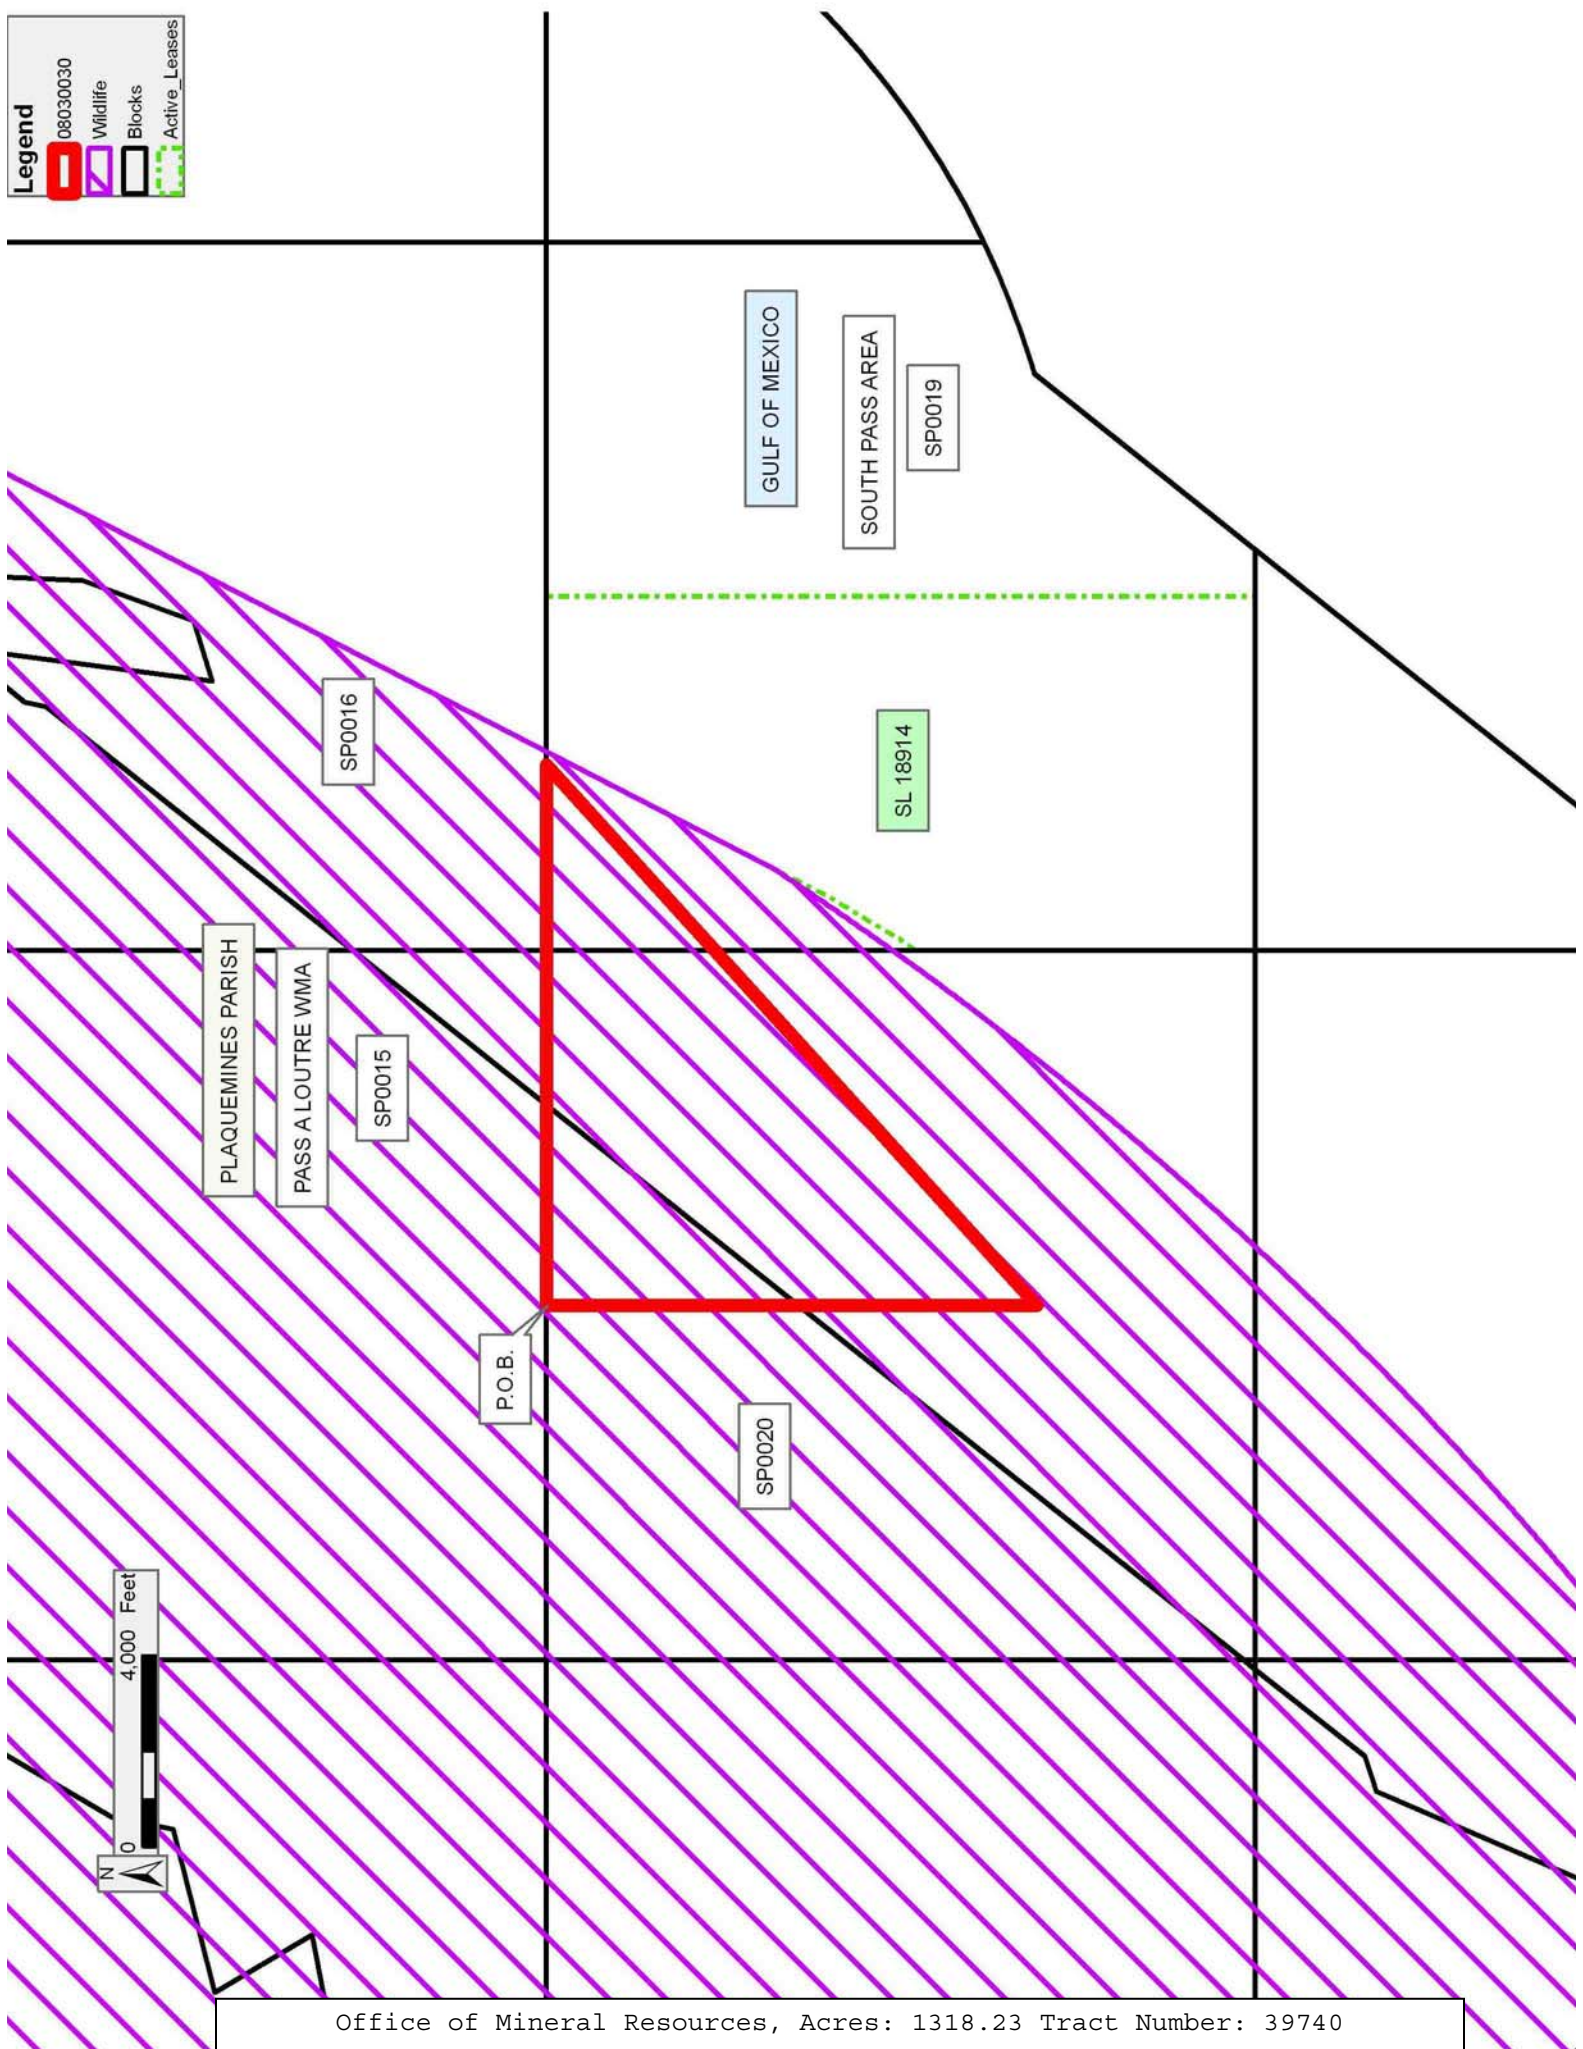 Legend
08030030
Wildlife
Blocks
Active_Leases
N
0 4,000 Feet
PLAQUEMINES PARISH
PASS A LOUTRE WMA
SP0016
SP0015
P.O.B.
GULF OF MEXICO
SOUTH PASS AREA
SP0019
SL 18914
SP0020
Office of Mineral Resources, Acres: 1318.23 Tract Number: 39740